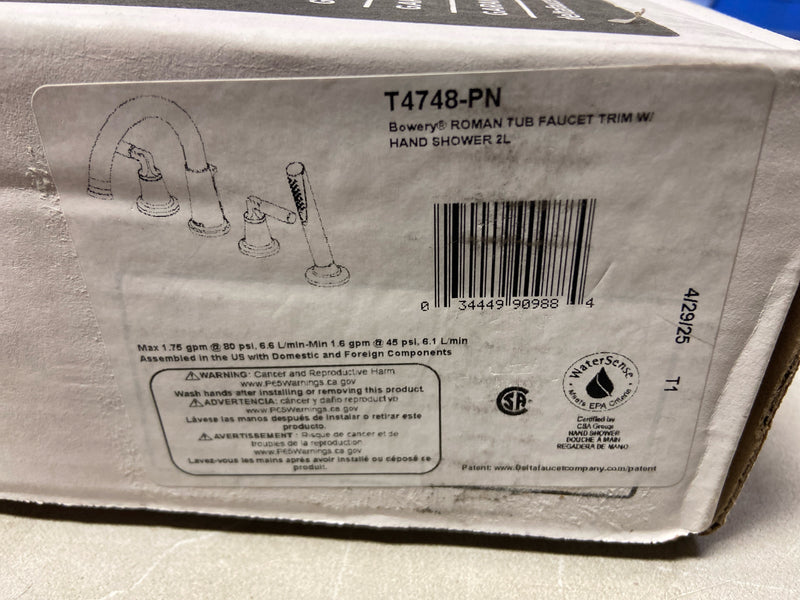 T4748-PN
Bowery® ROMAN TUB FAUCET TRIM W/
HAND SHOWER 2L
0 34449 90988 4
4/29/25 T1
Max 1.75 gpm @ 80 psi, 6.6 L/min-Min 1.6 gpm @ 45 psi, 6.1 L/min
Assembled in the US with Domestic and Foreign Components
⚠WARNING: Cancer and Reproductive Harm
www.P65Warnings.ca.gov
Wash hands after installing or removing this product.
⚠ADVERTENCIA: cáncer y daño reproductivo
www.P65Warnings.ca.gov
Lávese las manos después de instalar o retirar este
producto.
⚠AVERTISSEMENT : Risque de cancer et de
troubles de la reproduction
www.P65Warnings.ca.gov
Lavez-vous les mains après avoir installé ou déposé ce
produit.
SA
WaterSense
Meets EPA Criteria
Certified by
CSA Group
HAND SHOWER
DOUCHE À MAIN
REGADERA DE MANO
Patent: www.Deltafaucetcompany.com/patent